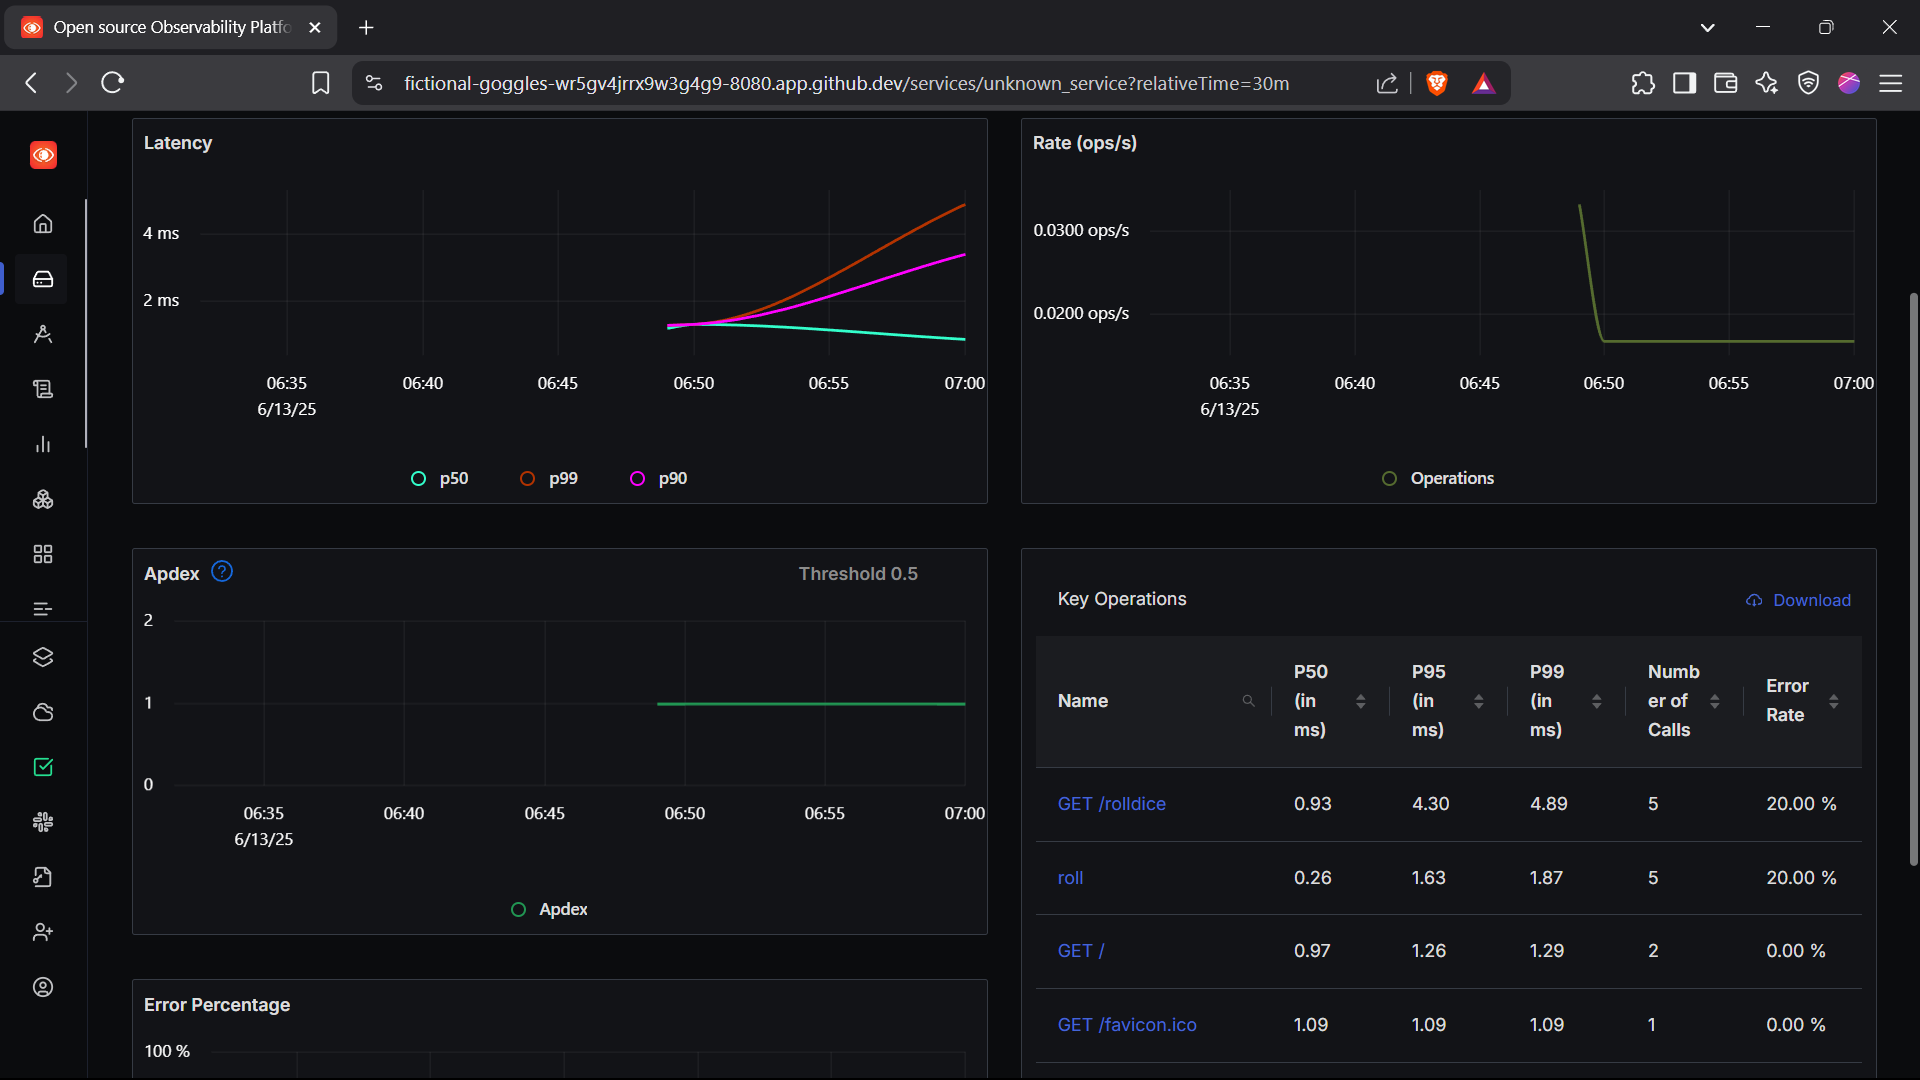 Open source Observability Platfo
fictional-goggles-wr5gv4jrrx9w3g4g9-8080.app.github.dev/services/unknown_service?relativeTime=30m
Latency
4 ms
2 ms
06:35 06:40 06:45 06:50 06:55 07:00
6/13/25
p50 p99 p90
Rate (ops/s)
0.0300 ops/s
0.0200 ops/s
06:35 06:40 06:45 06:50 06:55 07:00
6/13/25
Operations
Apdex Threshold 0.5
2
1
0
06:35 06:40 06:45 06:50 06:55 07:00
6/13/25
Apdex
Key Operations Download
Name P50 (in ms) P95 (in ms) P99 (in ms) Numb er of Calls Error Rate
GET /rolldice 0.93 4.30 4.89 5 20.00 %
roll 0.26 1.63 1.87 5 20.00 %
GET / 0.97 1.26 1.29 2 0.00 %
GET /favicon.ico 1.09 1.09 1.09 1 0.00 %
Error Percentage
100 %